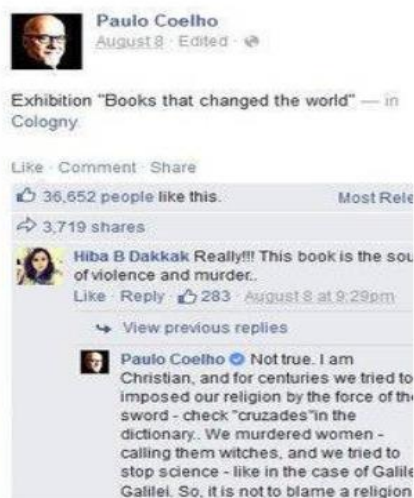 Paulo Coelho
August 8 · Edited ·
Exhibition "Books that changed the world" — in
Cologny.
Like · Comment · Share
36,652 people like this.
Most Rele
3,719 shares
Hiba B Dakkak Really!!! This book is the sou
of violence and murder..
Like · Reply · 283 · August 8 at 9:29pm
View previous replies
Paulo Coelho Not true. I am
Christian, and for centuries we tried to
imposed our religion by the force of the
sword - check "cruzades"in the
dictionary.. We murdered women -
calling them witches, and we tried to
stop science - like in the case of Galile
Galilei. So, it is not to blame a religion